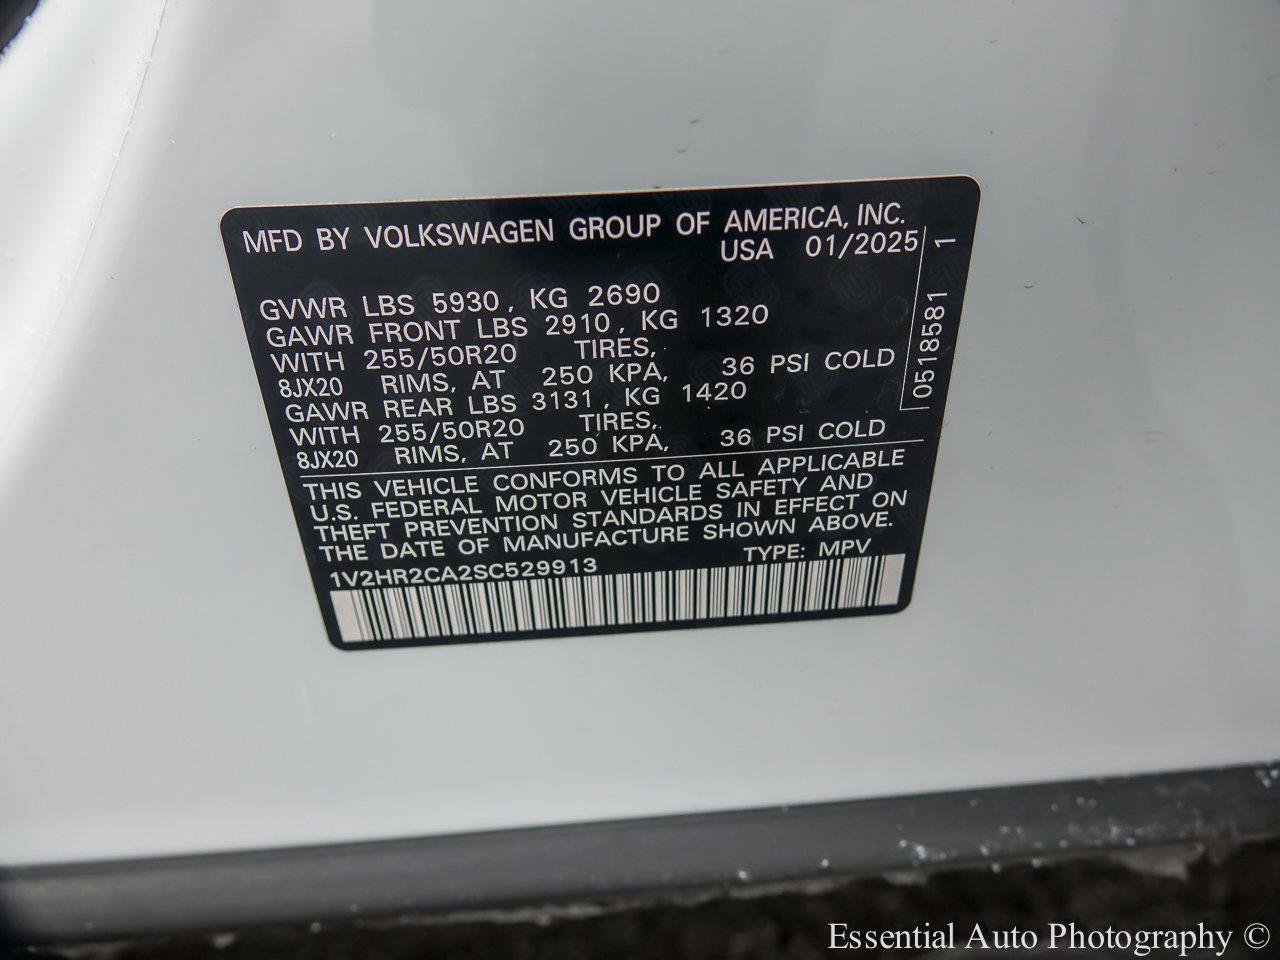 MFD BY VOLKSWAGEN GROUP OF AMERICA, INC.
USA 01/2025
GVWR LBS 5930, KG 2690
GAWR FRONT LBS 2910, KG 1320
WITH 255/50R20 TIRES,
8JX20 RIMS, AT 250 KPA, 36 PSI COLD
GAWR REAR LBS 3131, KG 1420
WITH 255/50R20 TIRES,
8JX20 RIMS, AT 250 KPA, 36 PSI COLD
THIS VEHICLE CONFORMS TO ALL APPLICABLE
U.S. FEDERAL MOTOR VEHICLE SAFETY AND
THEFT PREVENTION STANDARDS IN EFFECT ON
THE DATE OF MANUFACTURE SHOWN ABOVE.
1V2HR2CA2SC529913 TYPE: MPV
0518581 1
Essential Auto Photography ©